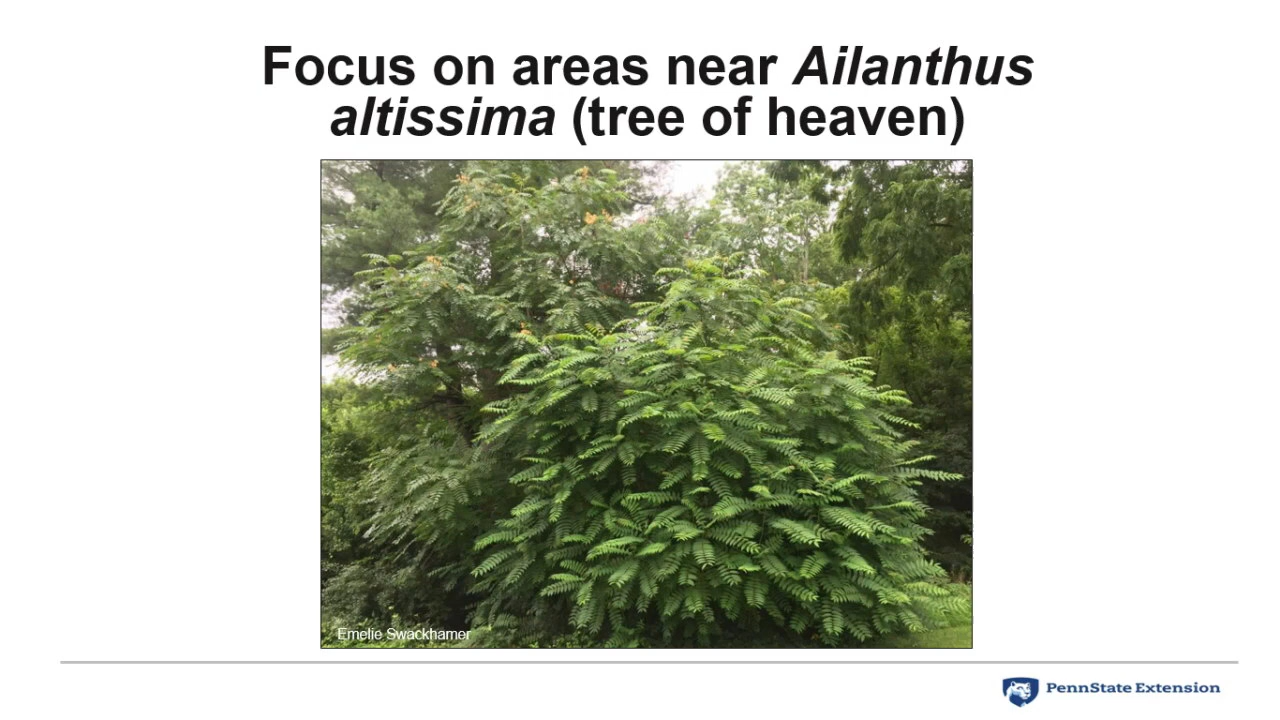 Focus on areas near Ailanthus
altissima (tree of heaven)
Emelie Swackhamer
PennState Extension